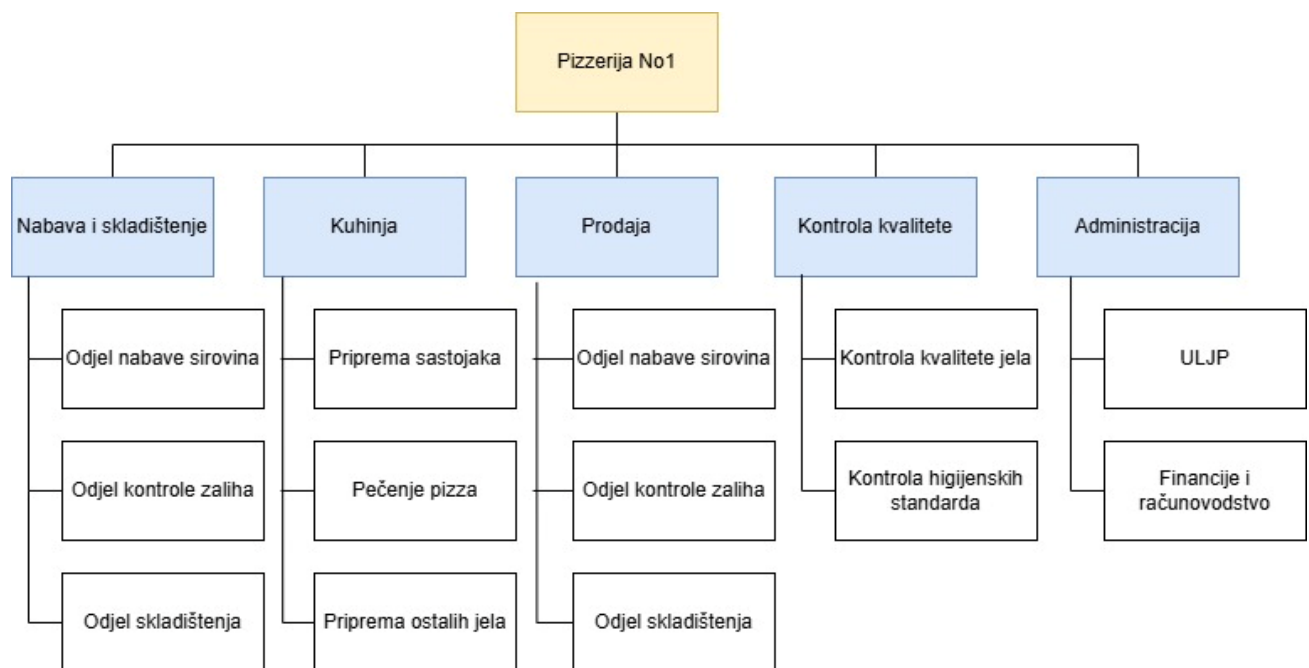 Pizzerija No1
Nabava i skladištenje
Kuhinja
Prodaja
Kontrola kvalitete
Administracija
Odjel nabave sirovina
Priprema sastojaka
Odjel nabave sirovina
Kontrola kvalitete jela
ULJP
Odjel kontrole zaliha
Pečenje pizza
Odjel kontrole zaliha
Kontrola higijenskih
standarda
Financije i
računovodstvo
Odjel skladištenja
Priprema ostalih jela
Odjel skladištenja